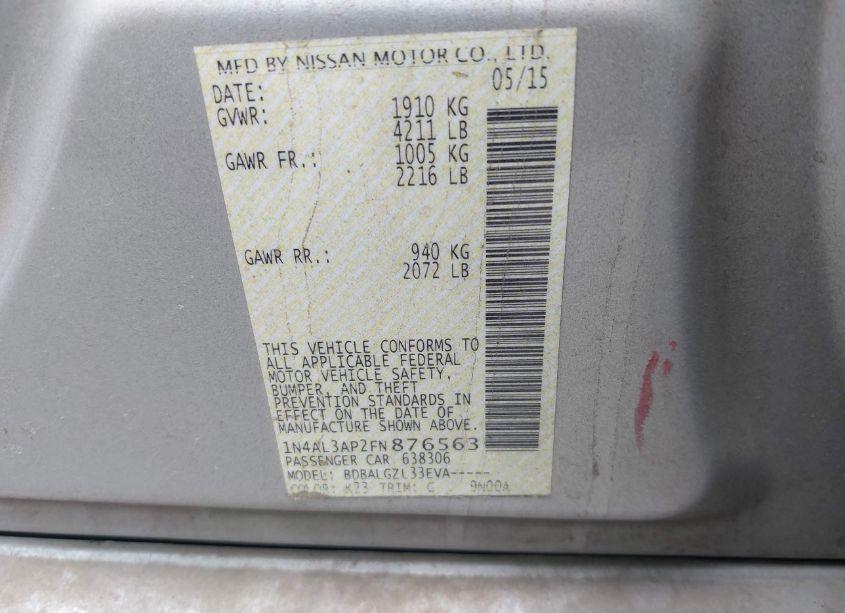 MFD BY NISSAN MOTOR CO., LTD.
DATE: 05/15
GVWR: 1910 KG
4211 LB
GAWR FR.: 1005 KG
2216 LB
GAWR RR.: 940 KG
2072 LB
THIS VEHICLE CONFORMS TO
ALL APPLICABLE FEDERAL
MOTOR VEHICLE SAFETY,
BUMPER, AND THEFT
PREVENTION STANDARDS IN
EFFECT ON THE DATE OF
MANUFACTURE SHOWN ABOVE.
1N4AL3AP2FN876563
PASSENGER CAR 638306
MODEL: BDBALGZL33EVA-----
COLOR: K23 TRIM: G 9N00A